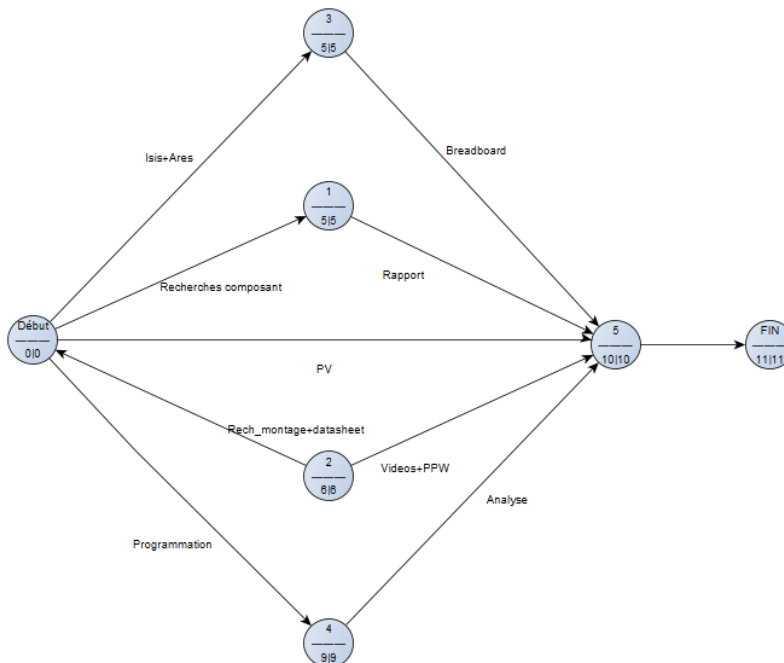 3
———
5|5
Isis+Ares
Breadboard
1
———
5|5
Recherches composant
Rapport
Début
———
0|0
5
———
10|10
FIN
———
11|11
PV
Rech_montage+datasheet
2
———
6|6
Videos+PPW
Analyse
Programmation
4
———
9|9